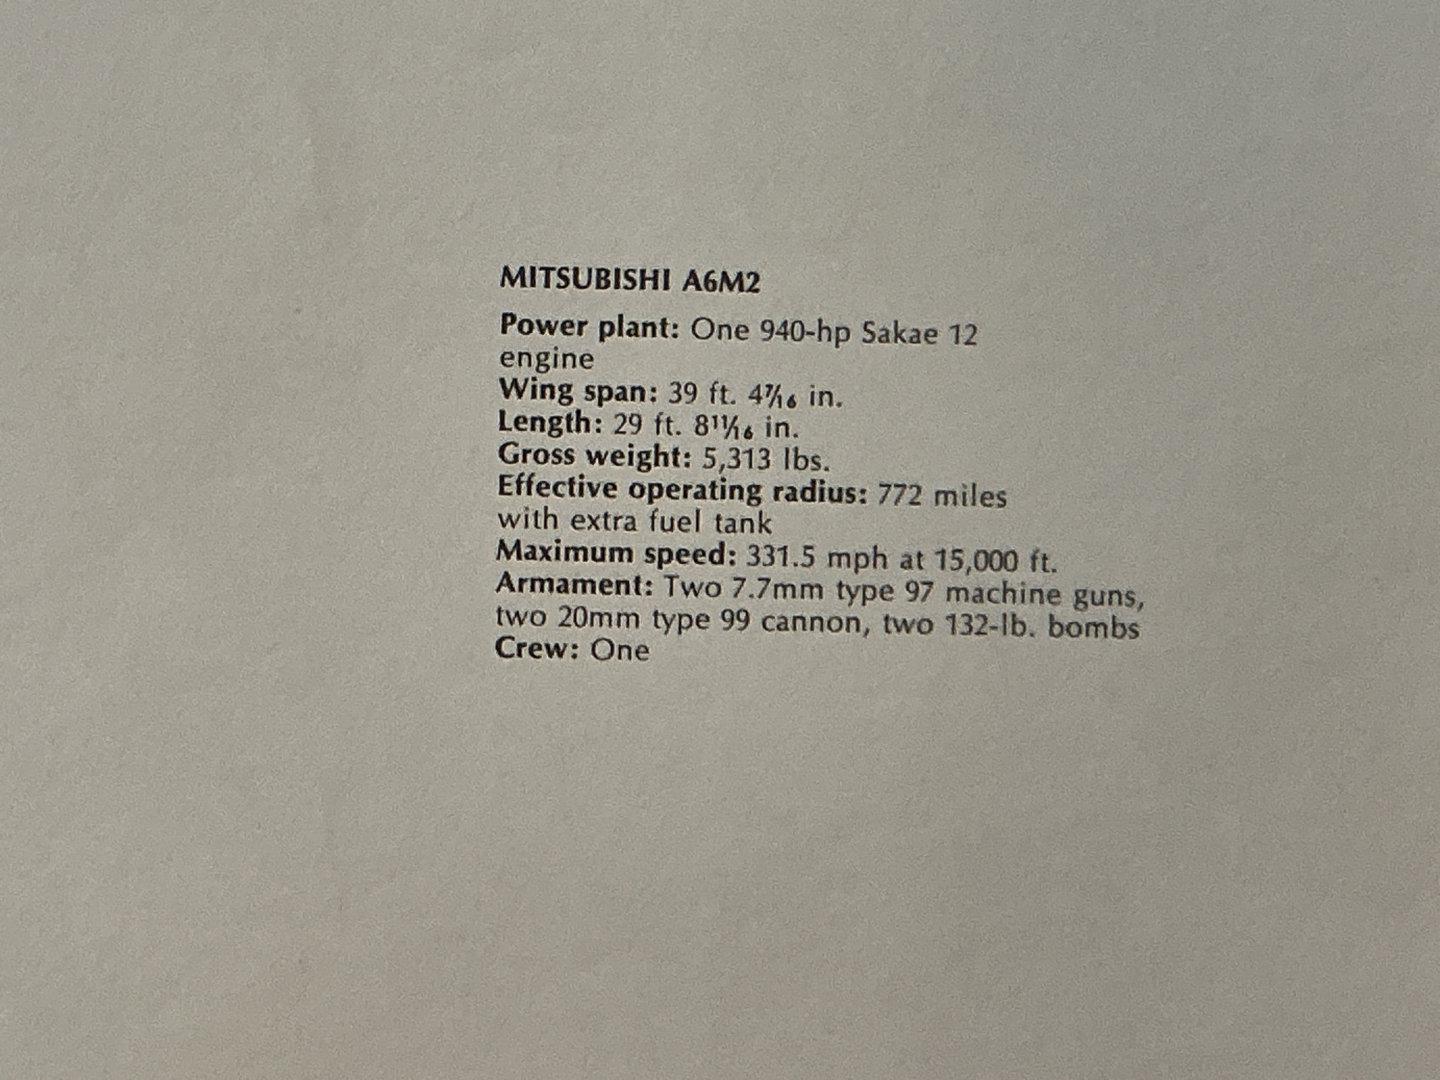 MITSUBISHI A6M2
Power plant: One 940-hp Sakae 12
engine
Wing span: 39 ft. 4⁷⁄₁₆ in.
Length: 29 ft. 8¹¹⁄₁₆ in.
Gross weight: 5,313 lbs.
Effective operating radius: 772 miles
with extra fuel tank
Maximum speed: 331.5 mph at 15,000 ft.
Armament: Two 7.7mm type 97 machine guns,
two 20mm type 99 cannon, two 132-lb. bombs
Crew: One